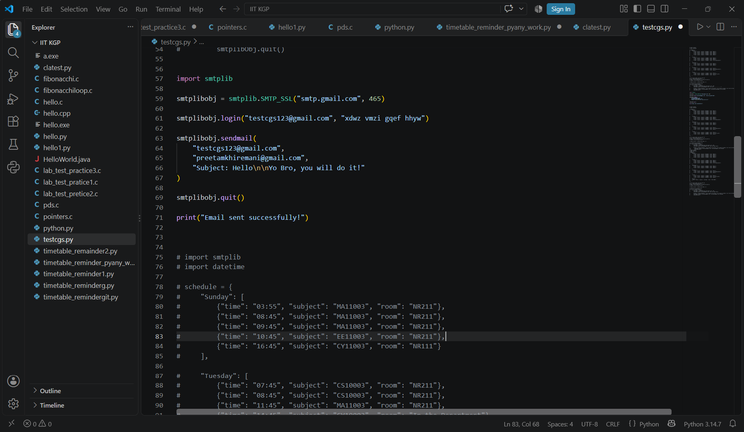 File Edit Selection View Go Run Terminal Help
IIT KGP
Sign In
Explorer
test_practice3.c
pointers.c
hello1.py
pds.c
python.py
timetable_remainder_pyany_work.py
clatest.py
testcgs.py
IIT KGP
a.exe
clatest.py
fibonacchi.c
fibonacchiloop.c
hello.c
hello.cpp
hello.exe
hello.py
hello1.py
HelloWorld.java
lab_test_practice3.c
lab_test_pratice1.c
lab_test_pretice2.c
pds.c
pointers.c
python.py
testcgs.py
timetable_remainder2.py
timetable_reminder_pyany_w...
timetable_reminder1.py
timetable_reminderg.py
timetable_remindergit.py
Outline
Timeline
testcgs.py > ...
54 # smtplibobj.quit()
55
56
57 import smtplib
58
59 smtplibobj = smtplib.SMTP_SSL("smtp.gmail.com", 465)
60
61 smtplibobj.login("testcgs123@gmail.com", "xdwz vmzi gqef hhyw")
62
63 smtplibobj.sendmail(
64 "testcgs123@gmail.com",
65 "preetamkhiremani@gmail.com",
66 "Subject: Hello\n\nYo Bro, you will do it!"
67 )
68
69 smtplibobj.quit()
70
71 print("Email sent successfully!")
72
73
74
75 # import smtplib
76 # import datetime
77
78 # schedule = {
79 # "Sunday": [
80 # {"time": "03:55", "subject": "MA11003", "room": "NR211"},
81 # {"time": "08:45", "subject": "MA11003", "room": "NR211"},
82 # {"time": "09:45", "subject": "MA11003", "room": "NR211"},
83 # {"time": "10:45", "subject": "EE11003", "room": "NR211"},
84 # {"time": "16:45", "subject": "CY11003", "room": "NR111"}
85 # ],
86
87 # "Tuesday": [
88 # {"time": "07:45", "subject": "CS10003", "room": "NR211"},
89 # {"time": "08:45", "subject": "CS10003", "room": "NR211"},
90 # {"time": "11:45", "subject": "MA11003", "room": "NR211"},
Ln 83, Col 68 Spaces: 4 UTF-8 CRLF {} Python Python 3.14.7
0 0